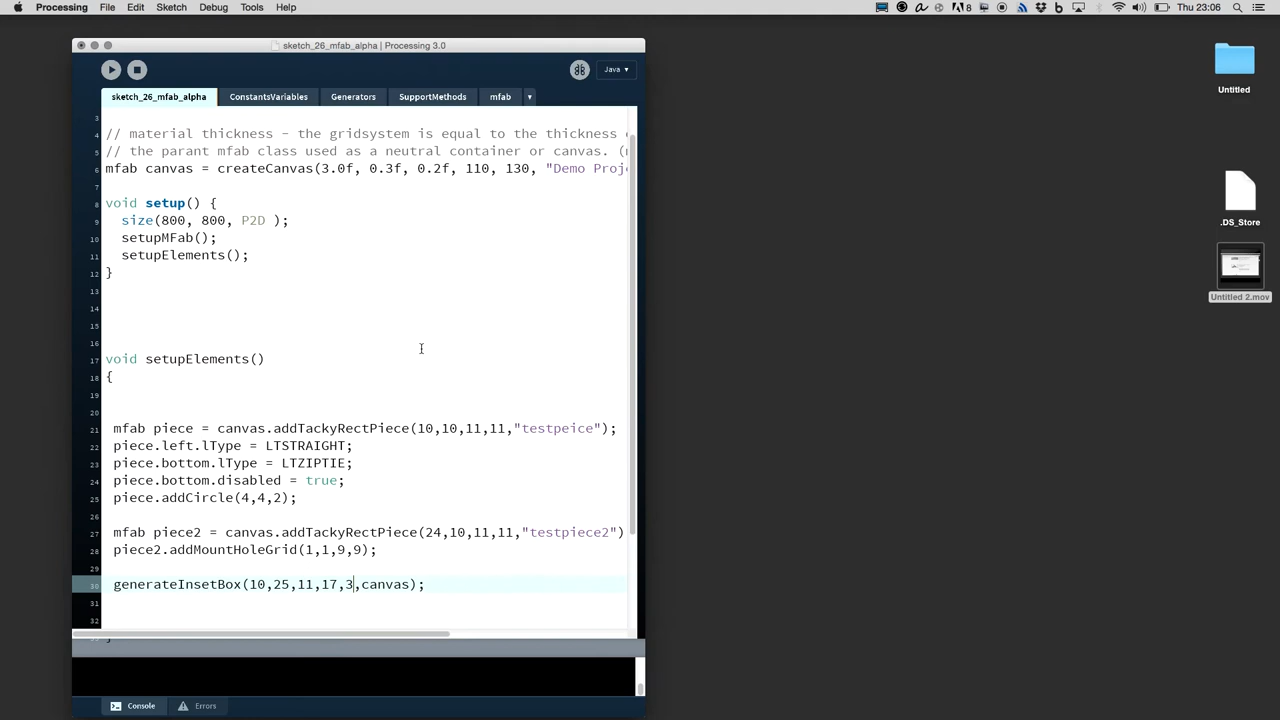 Processing File Edit Sketch Debug Tools Help
8 Thu 23:06
sketch_26_mfab_alpha | Processing 3.0
Java
sketch_26_mfab_alpha ConstantsVariables Generators SupportMethods mfab
3
4 // material thickness - the gridsystem is equal to the thickness
5 // the parant mfab class used as a neutral container or canvas.
6 mfab canvas = createCanvas(3.0f, 0.3f, 0.2f, 110, 130, "Demo Proj
7
8 void setup() {
9 size(800, 800, P2D );
10 setupMFab();
11 setupElements();
12 }
13
14
15
16
17 void setupElements()
18 {
19
20
21 mfab piece = canvas.addTackyRectPiece(10,10,11,11,"testpeice");
22 piece.left.lType = LTSTRAIGHT;
23 piece.bottom.lType = LTZIPTIE;
24 piece.bottom.disabled = true;
25 piece.addCircle(4,4,2);
26
27 mfab piece2 = canvas.addTackyRectPiece(24,10,11,11,"testpiece2")
28 piece2.addMountHoleGrid(1,1,9,9);
29
30 generateInsetBox(10,25,11,17,3,canvas);
31
32
Console Errors
Untitled
.DS_Store
Untitled 2.mov